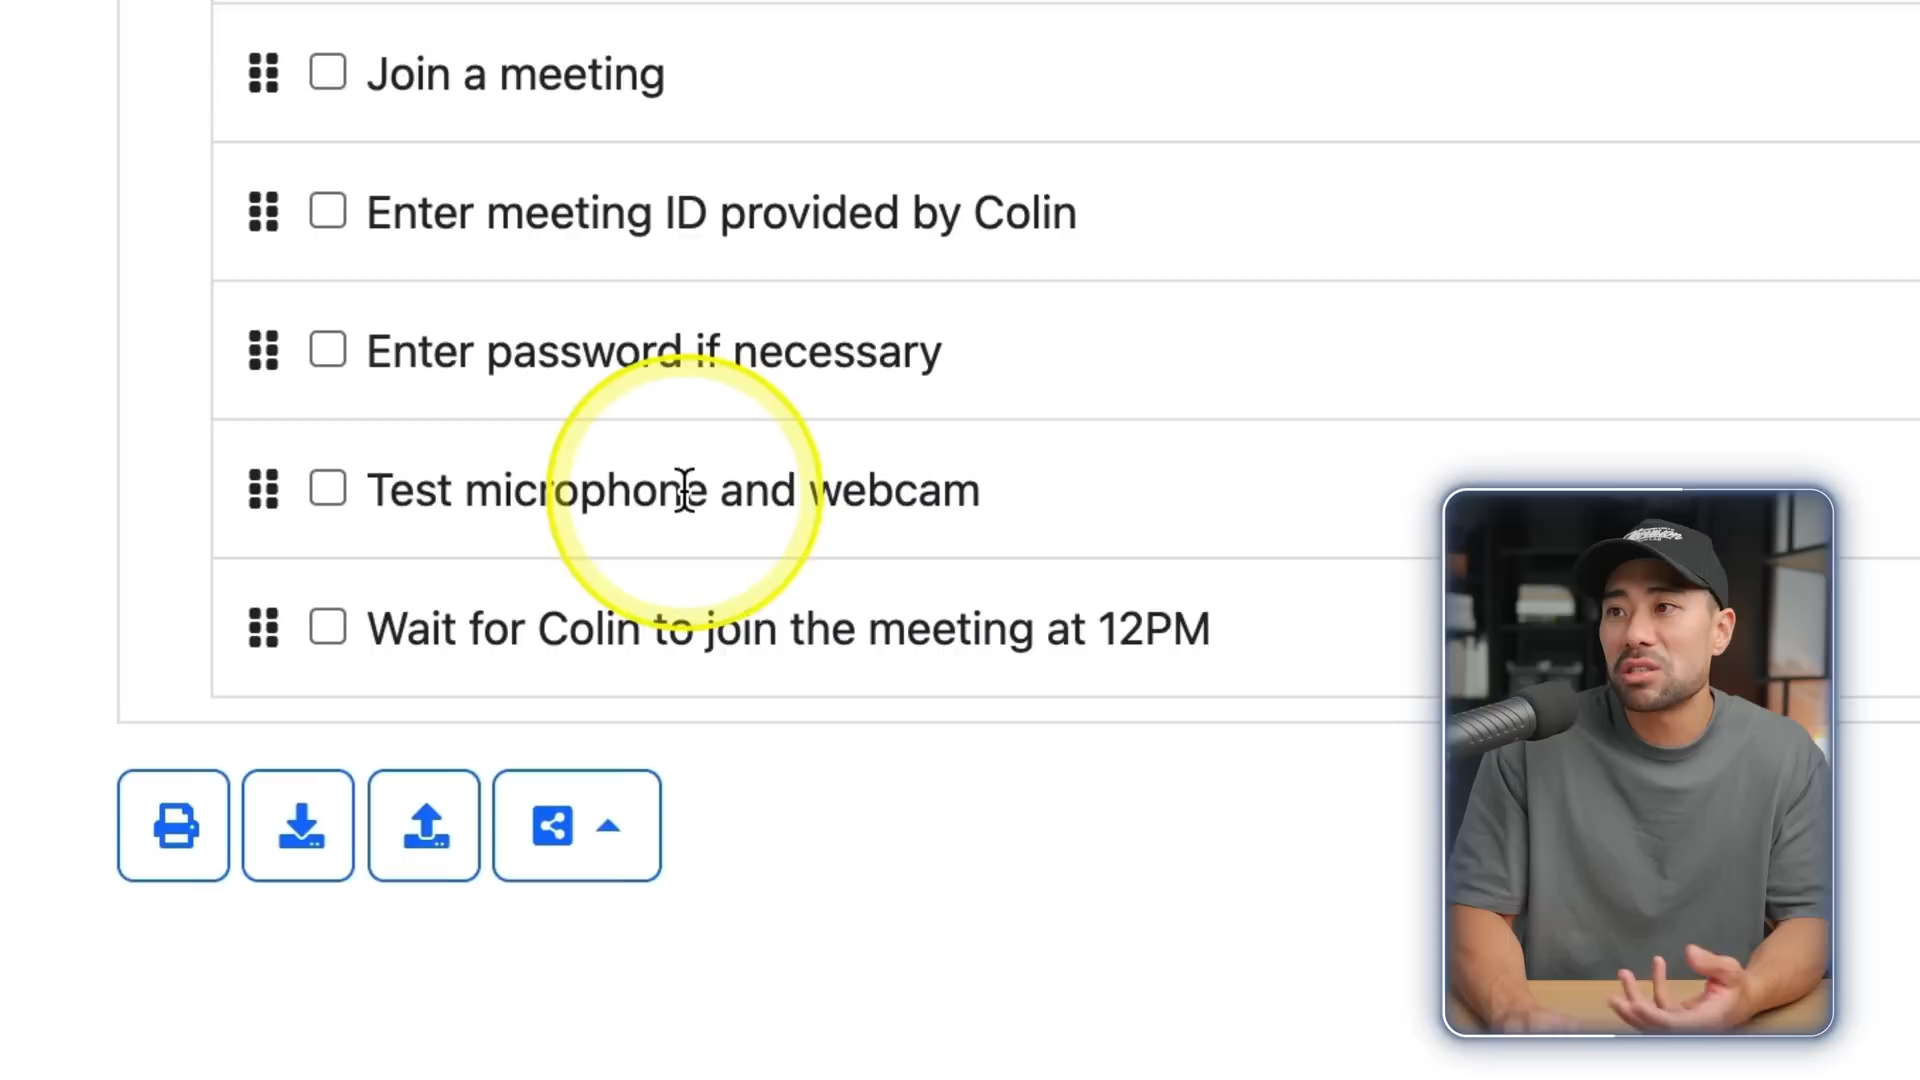 Join a meeting
Enter meeting ID provided by Colin
Enter password if necessary
Test microphone and webcam
Wait for Colin to join the meeting at 12PM